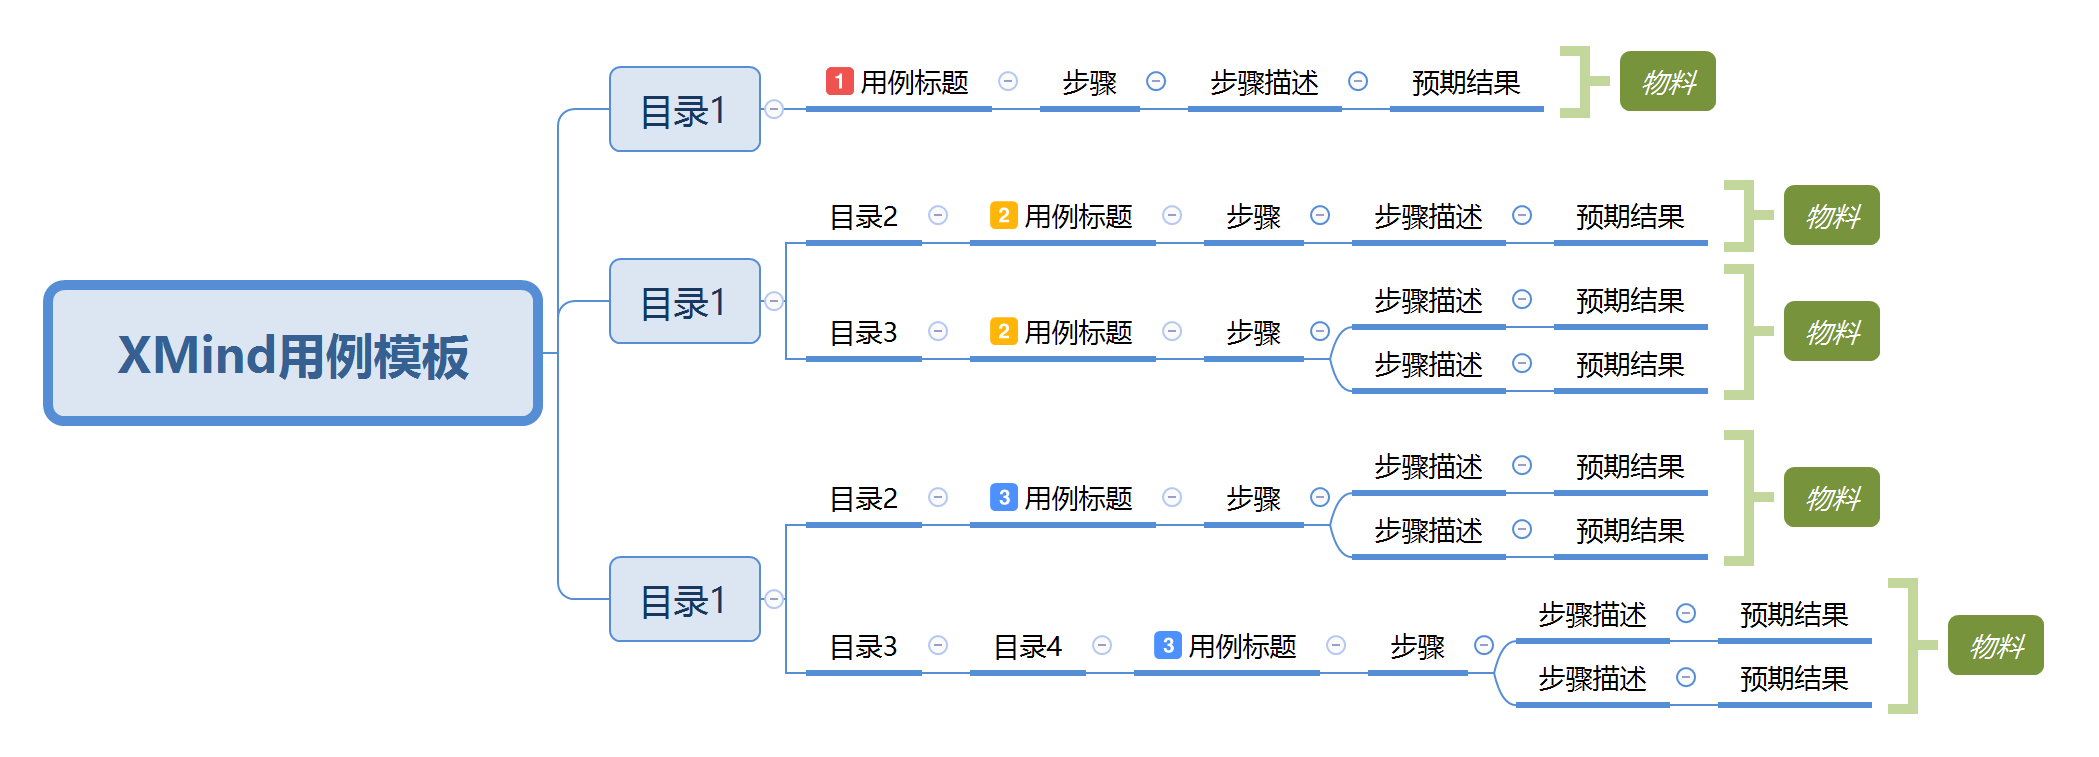 XMind用例模板
目录1
1 用例标题 步骤 步骤描述 预期结果 物料
目录1
目录2 2 用例标题 步骤 步骤描述 预期结果 物料
目录3 2 用例标题 步骤
步骤描述 预期结果
步骤描述 预期结果
物料
目录1
目录2 3 用例标题 步骤
步骤描述 预期结果
步骤描述 预期结果
物料
目录3 目录4 3 用例标题 步骤
步骤描述 预期结果
步骤描述 预期结果
物料